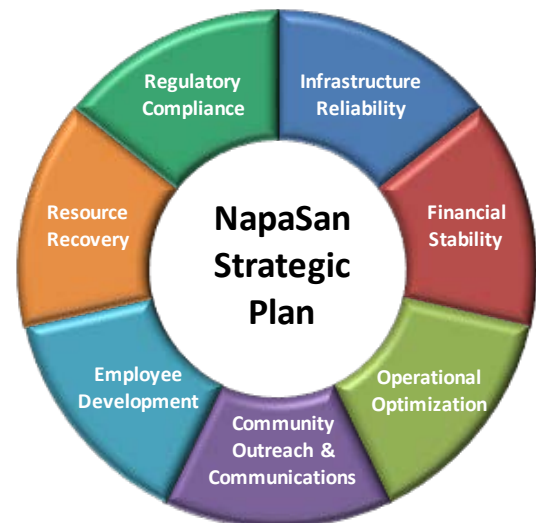 Regulatory
Compliance
Infrastructure
Reliability
Resource
Recovery
NapaSan
Strategic
Plan
Financial
Stability
Employee
Development
Operational
Optimization
Community
Outreach &
Communications